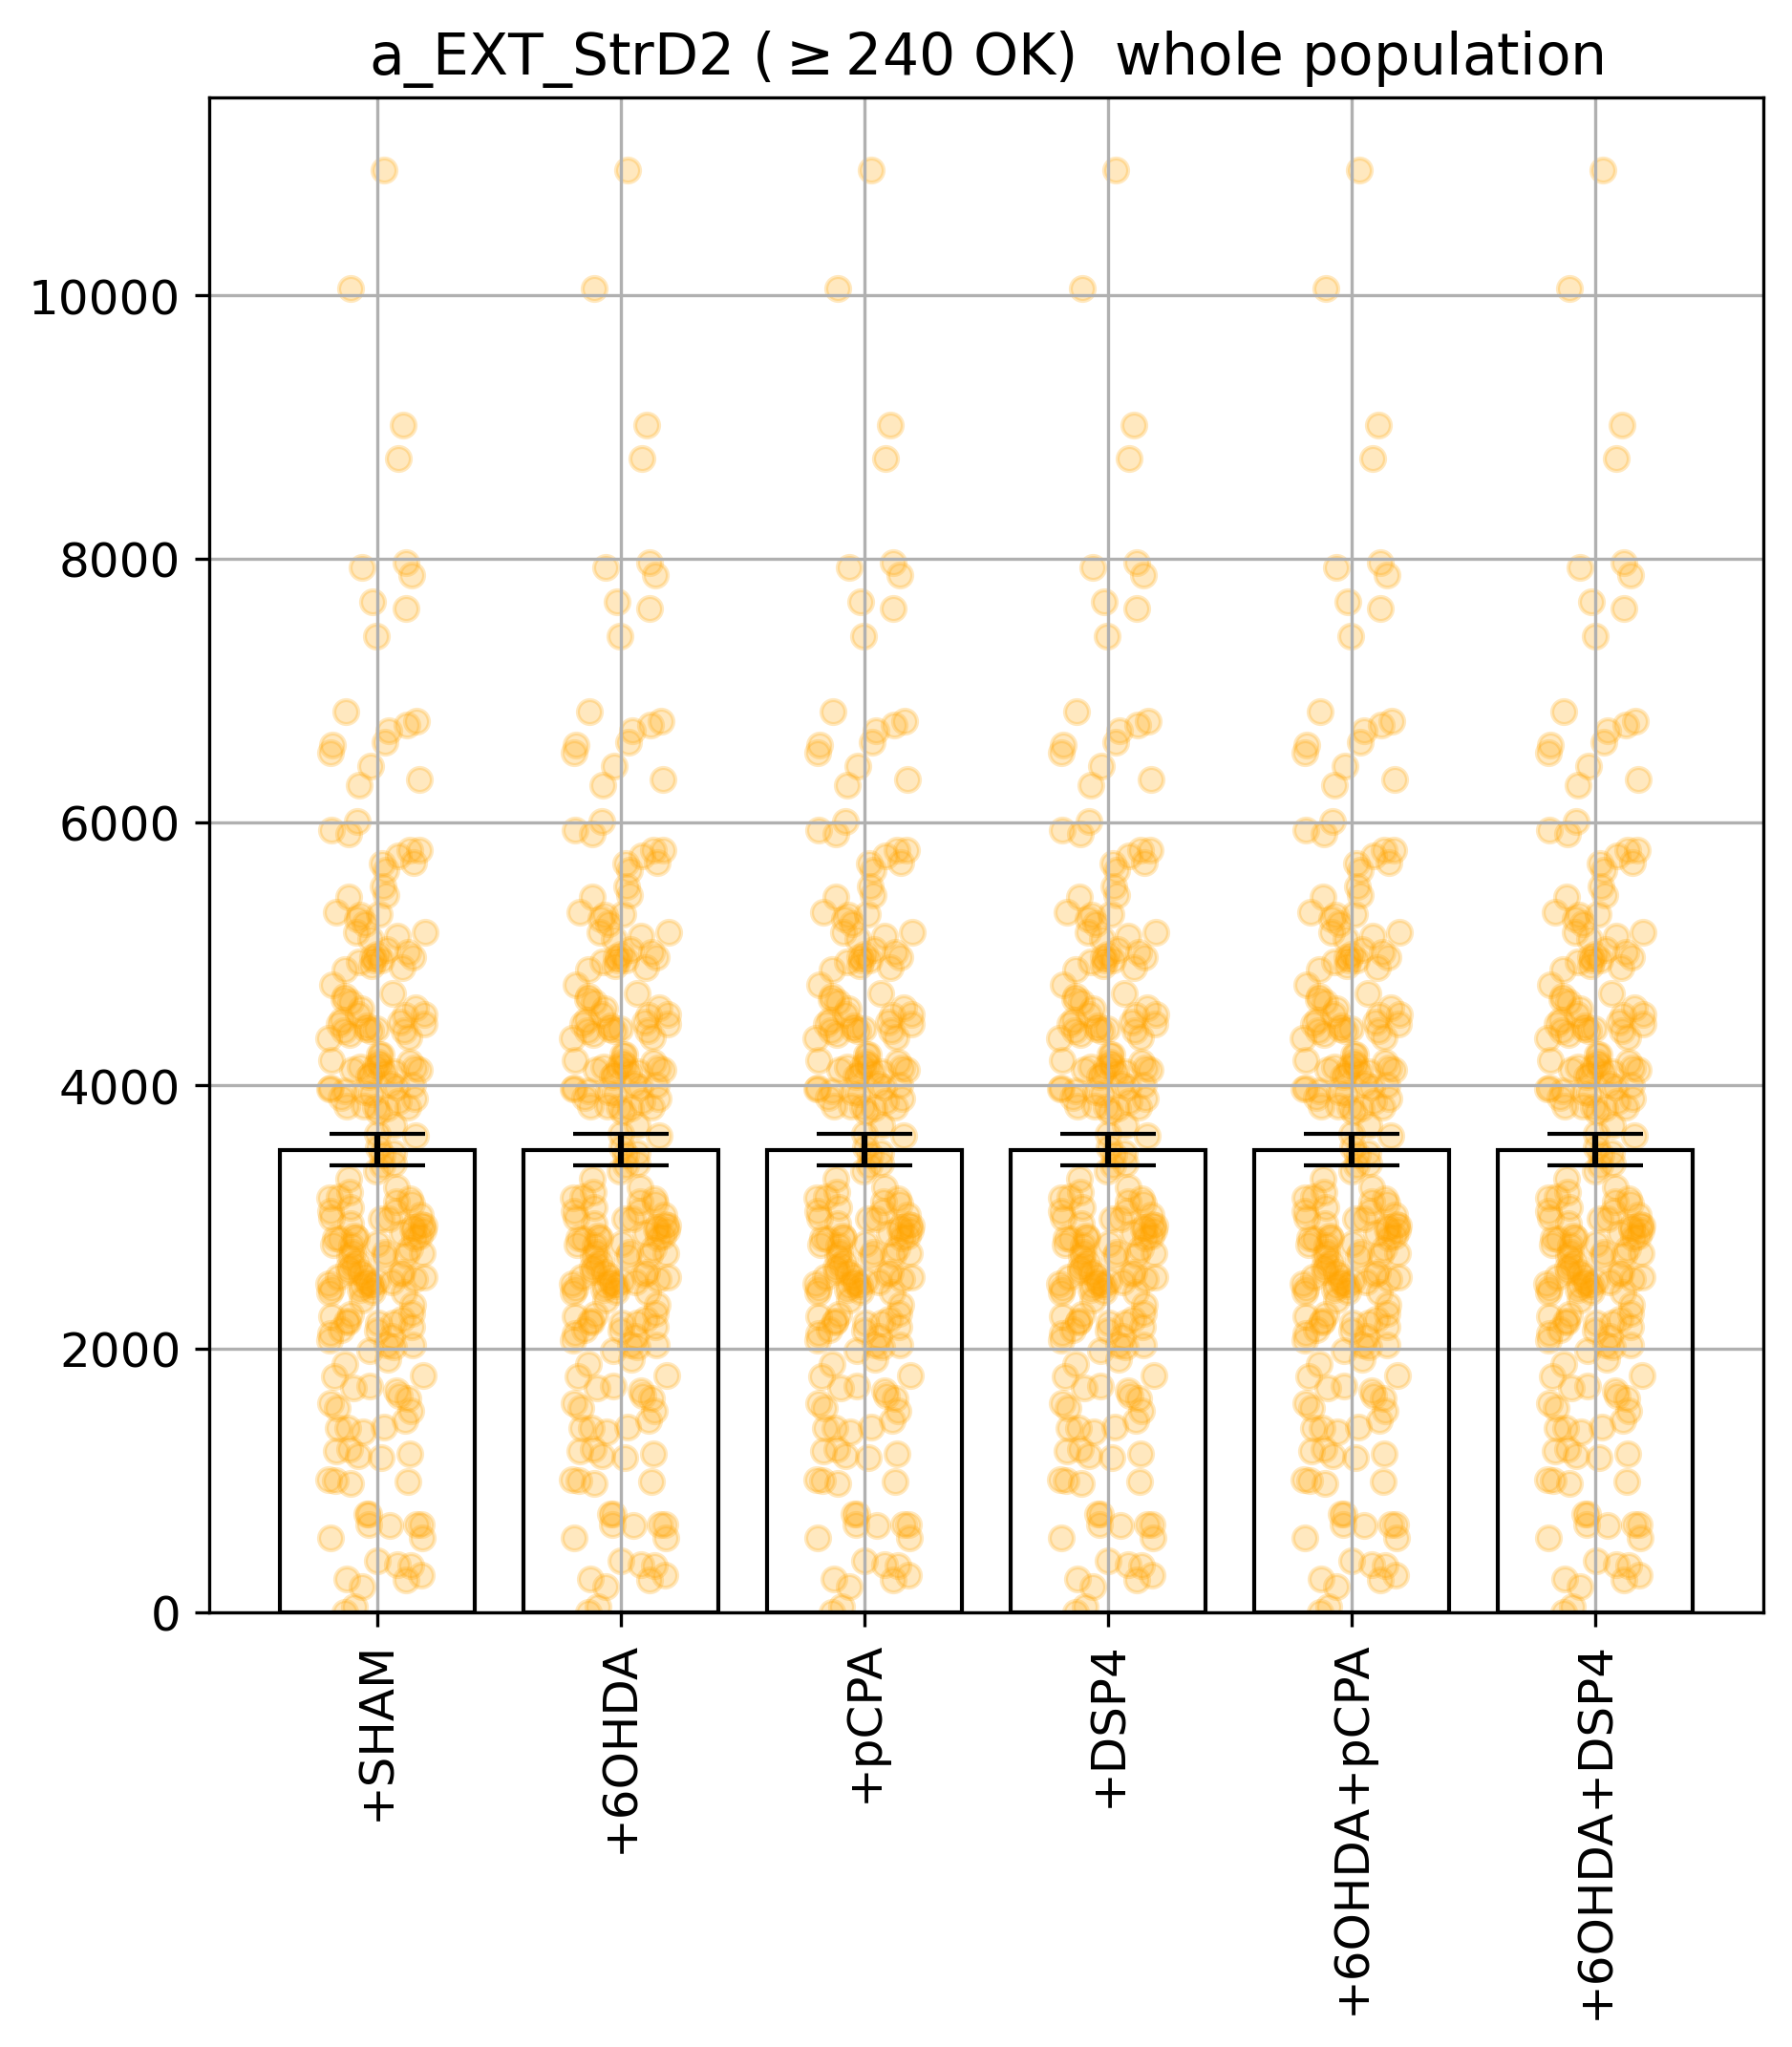 a_EXT_StrD2 ( ≥ 240 OK)  whole population
10000
8000
6000
4000
2000
0
+SHAM
+6OHDA
+pCPA
+DSP4
+6OHDA+pCPA
+6OHDA+DSP4